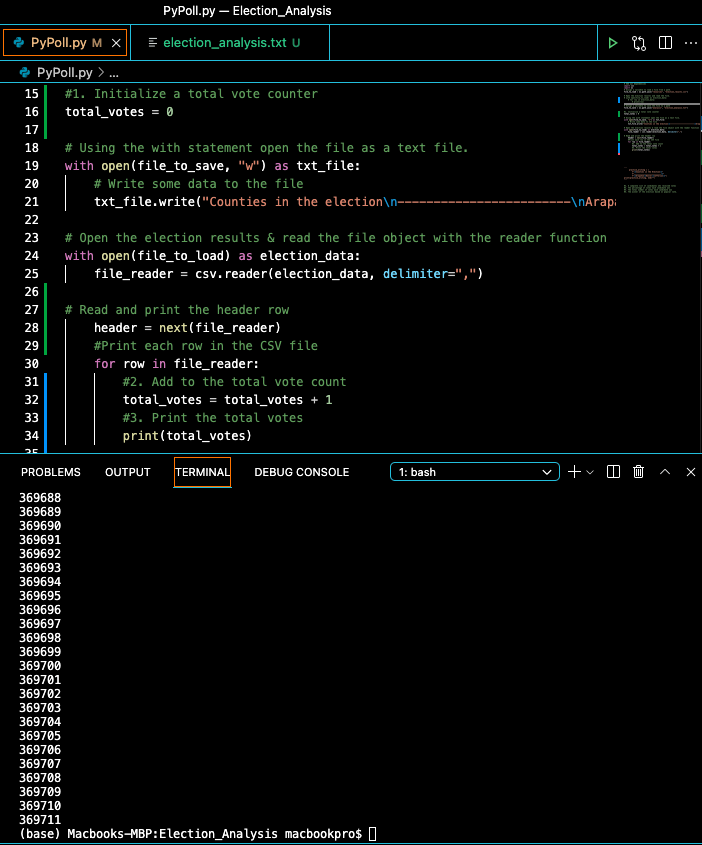 PyPoll.py — Election_Analysis
PyPoll.py M
election_analysis.txt U
PyPoll.py > ...
15 #1. Initialize a total vote counter
16 total_votes = 0
17
18 # Using the with statement open the file as a text file.
19 with open(file_to_save, "w") as txt_file:
20 # Write some data to the file
21 txt_file.write("Counties in the election\n------------------------\nArapa
22
23 # Open the election results & read the file object with the reader function
24 with open(file_to_load) as election_data:
25 file_reader = csv.reader(election_data, delimiter=",")
26
27 # Read and print the header row
28 header = next(file_reader)
29 #Print each row in the CSV file
30 for row in file_reader:
31 #2. Add to the total vote count
32 total_votes = total_votes + 1
33 #3. Print the total votes
34 print(total_votes)
PROBLEMS OUTPUT TERMINAL DEBUG CONSOLE 1: bash
369688
369689
369690
369691
369692
369693
369694
369695
369696
369697
369698
369699
369700
369701
369702
369703
369704
369705
369706
369707
369708
369709
369710
369711
(base) Macbooks-MBP:Election_Analysis macbookpro$